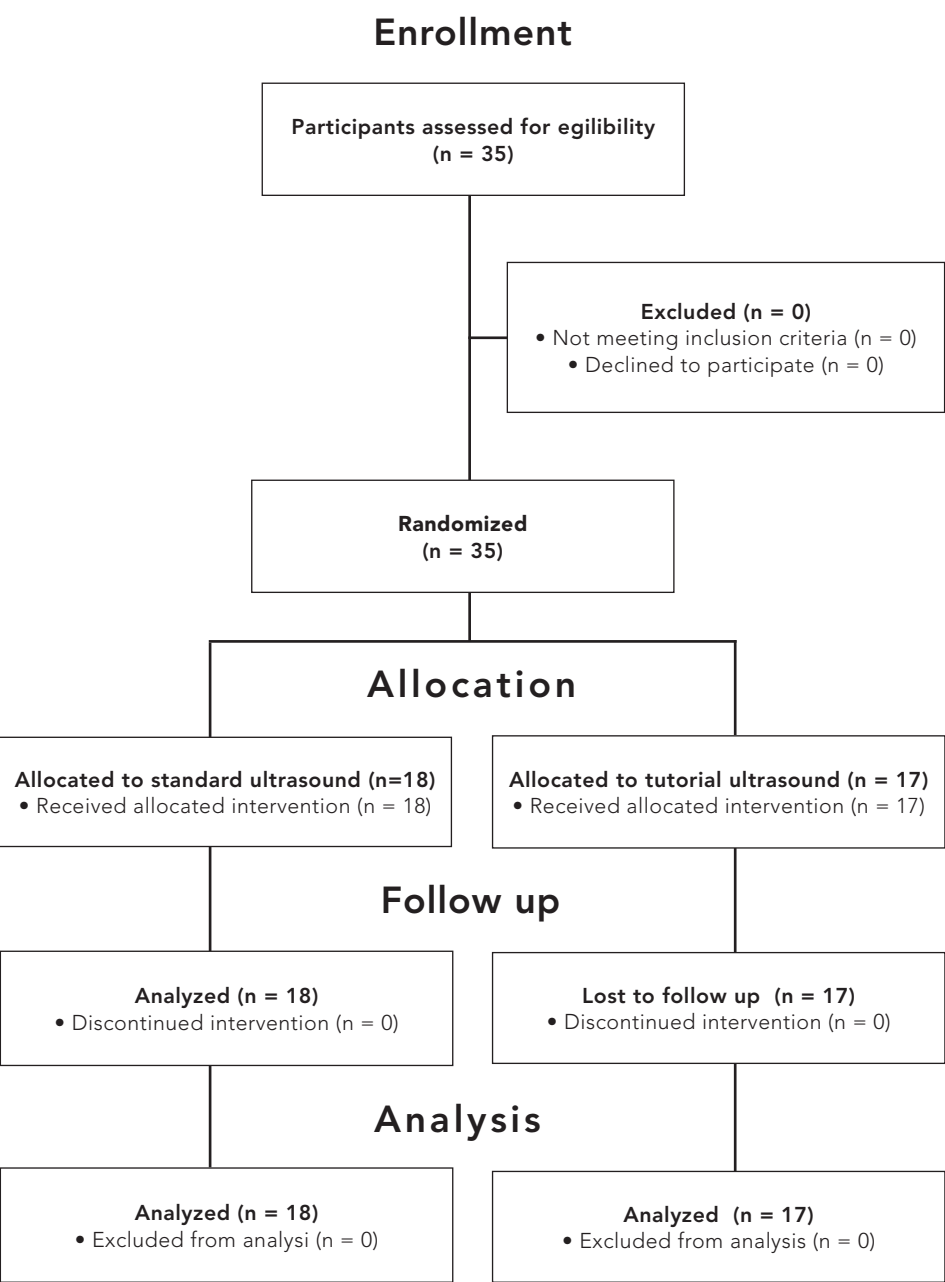 Enrollment
Participants assessed for egilibility
(n = 35)
Excluded (n = 0)
• Not meeting inclusion criteria (n = 0)
• Declined to participate (n = 0)
Randomized
(n = 35)
Allocation
Allocated to standard ultrasound (n=18)
• Received allocated intervention (n = 18)
Allocated to tutorial ultrasound (n = 17)
• Received allocated intervention (n = 17)
Follow up
Analyzed (n = 18)
• Discontinued intervention (n = 0)
Lost to follow up (n = 17)
• Discontinued intervention (n = 0)
Analysis
Analyzed (n = 18)
• Excluded from analysi (n = 0)
Analyzed (n = 17)
• Excluded from analysis (n = 0)